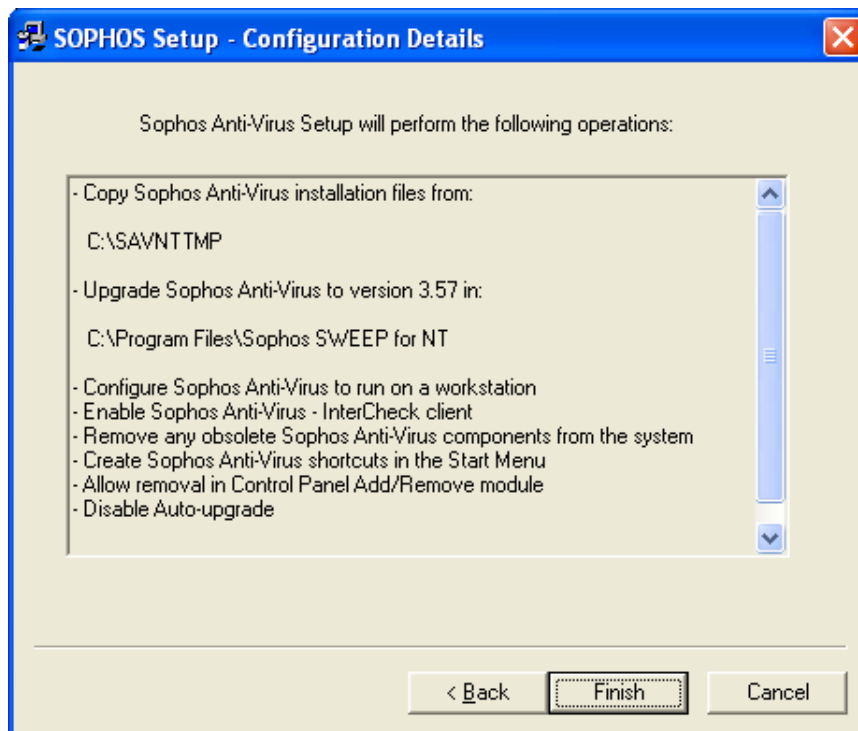 SOPHOS Setup - Configuration Details
Sophos Anti-Virus Setup will perform the following operations:
- Copy Sophos Anti-Virus installation files from:
C:\SAVNTTMP
- Upgrade Sophos Anti-Virus to version 3.57 in:
C:\Program Files\Sophos SWEEP for NT
- Configure Sophos Anti-Virus to run on a workstation
- Enable Sophos Anti-Virus - InterCheck client
- Remove any obsolete Sophos Anti-Virus components from the system
- Create Sophos Anti-Virus shortcuts in the Start Menu
- Allow removal in Control Panel Add/Remove module
- Disable Auto-upgrade
< Back
Finish
Cancel